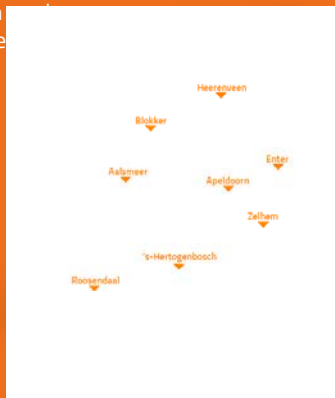 Heerenveen
Blokker
Enter
Aalsmeer
Apeldoorn
Zelhem
's-Hertogenbosch
Roosendaal